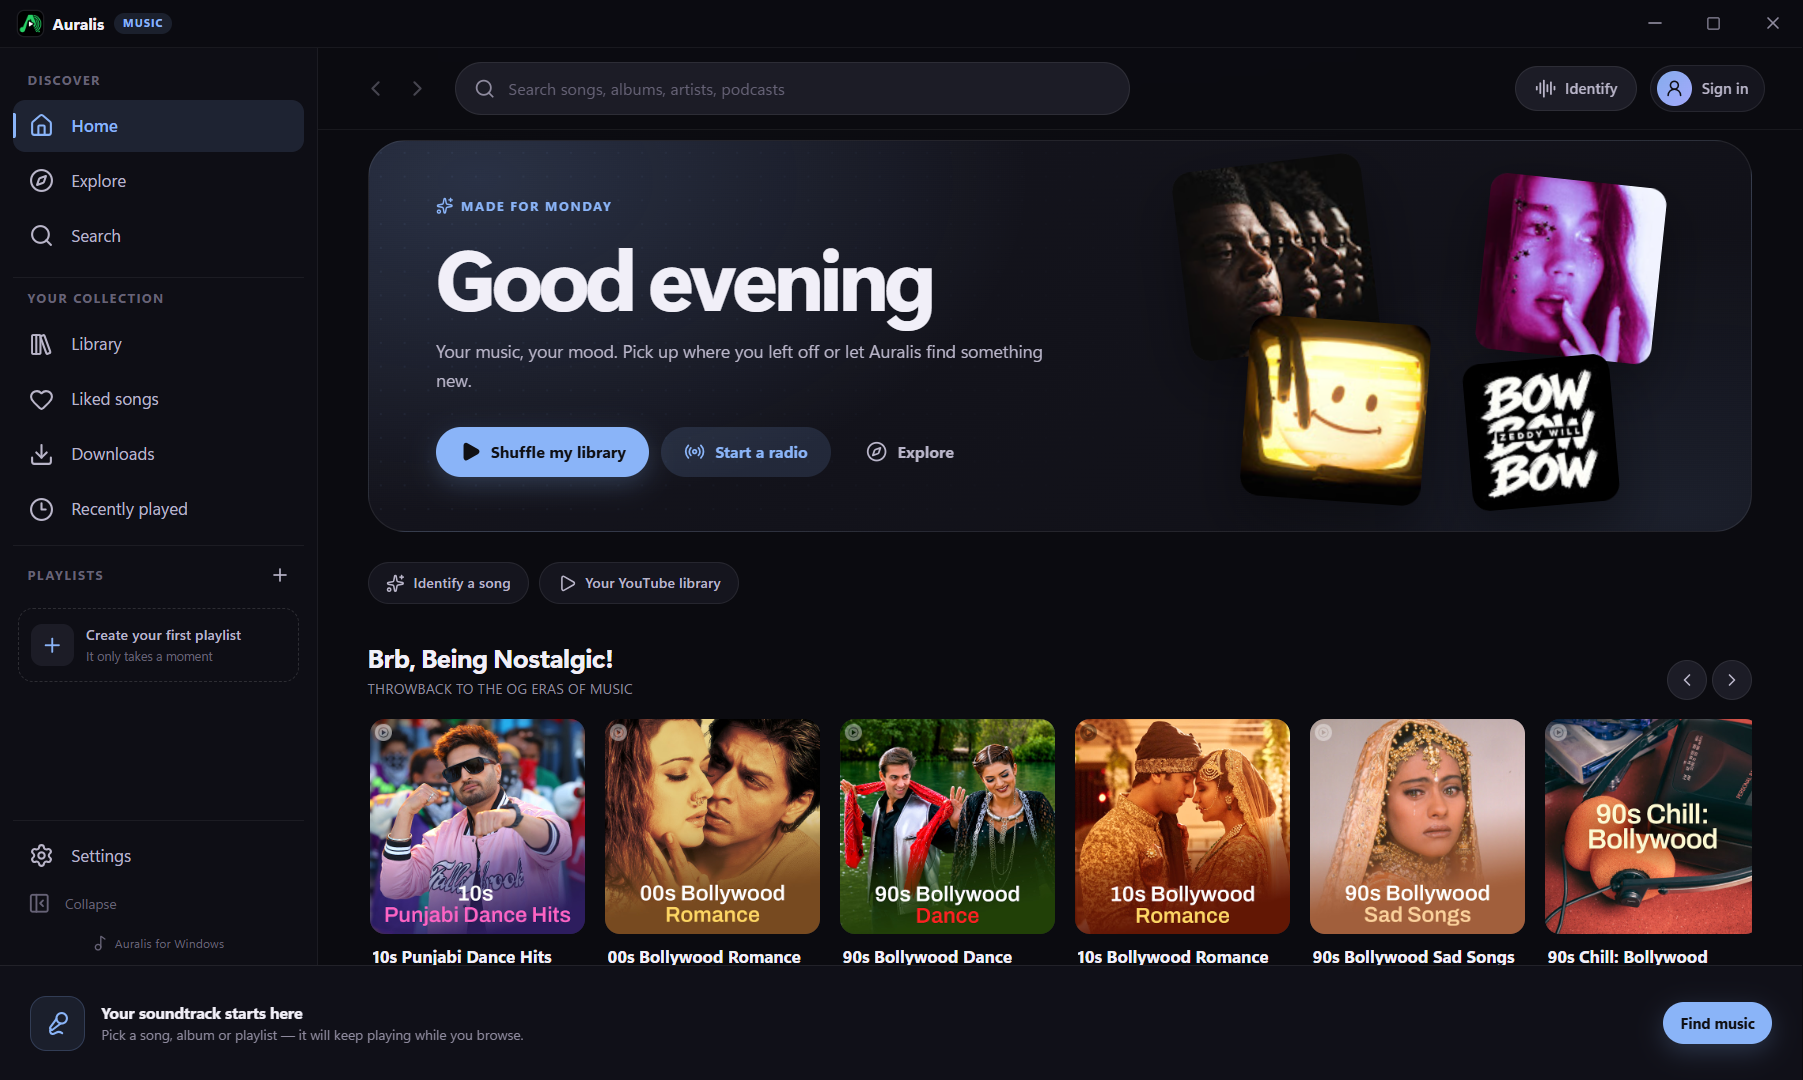 Auralis MUSIC
DISCOVER
Home
Explore
Search
YOUR COLLECTION
Library
Liked songs
Downloads
Recently played
PLAYLISTS
Create your first playlist
It only takes a moment
Settings
Collapse
Auralis for Windows
Search songs, albums, artists, podcasts
Identify
Sign in
MADE FOR MONDAY
Good evening
Your music, your mood. Pick up where you left off or let Auralis find something
new.
Shuffle my library
Start a radio
Explore
BOW
BOW
ZEDDY WILL
BOW
Identify a song
Your YouTube library
Brb, Being Nostalgic!
THROWBACK TO THE OG ERAS OF MUSIC
10s
Punjabi Dance Hits
00s Bollywood
Romance
90s Bollywood
Dance
10s Bollywood
Romance
90s Bollywood
Sad Songs
90s Chill:
Bollywood
10s Punjabi Dance Hits
00s Bollywood Romance
90s Bollywood Dance
10s Bollywood Romance
90s Bollywood Sad Songs
90s Chill: Bollywood
Your soundtrack starts here
Pick a song, album or playlist — it will keep playing while you browse.
Find music